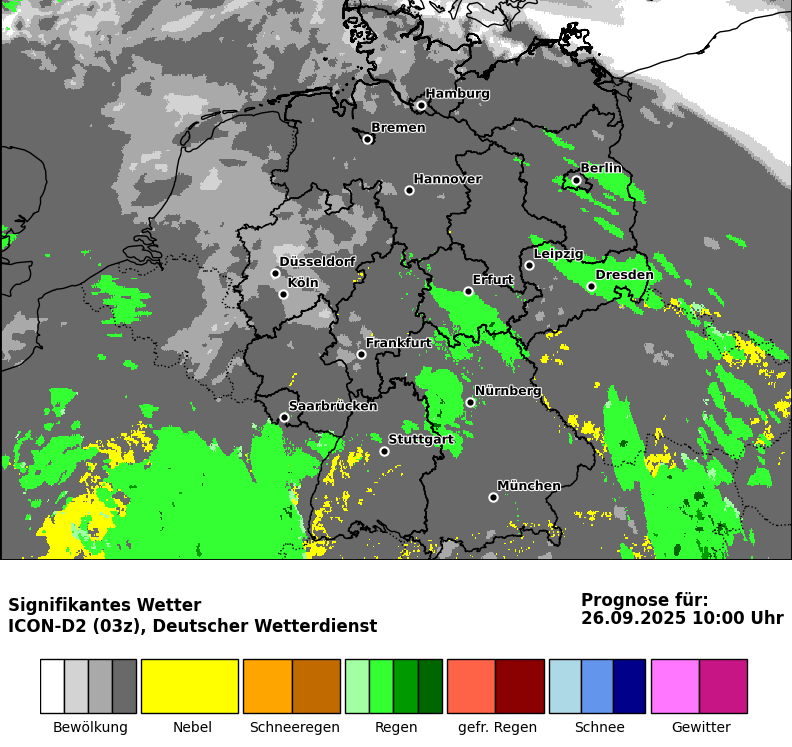 Hamburg
Bremen
Hannover
Berlin
Düsseldorf
Köln
Leipzig
Erfurt
Dresden
Frankfurt
Nürnberg
Saarbrücken
Stuttgart
München
Signifikantes Wetter
ICON-D2 (03z), Deutscher Wetterdienst
Prognose für:
26.09.2025 10:00 Uhr
Bewölkung
Nebel
Schneeregen
Regen
gefr. Regen
Schnee
Gewitter